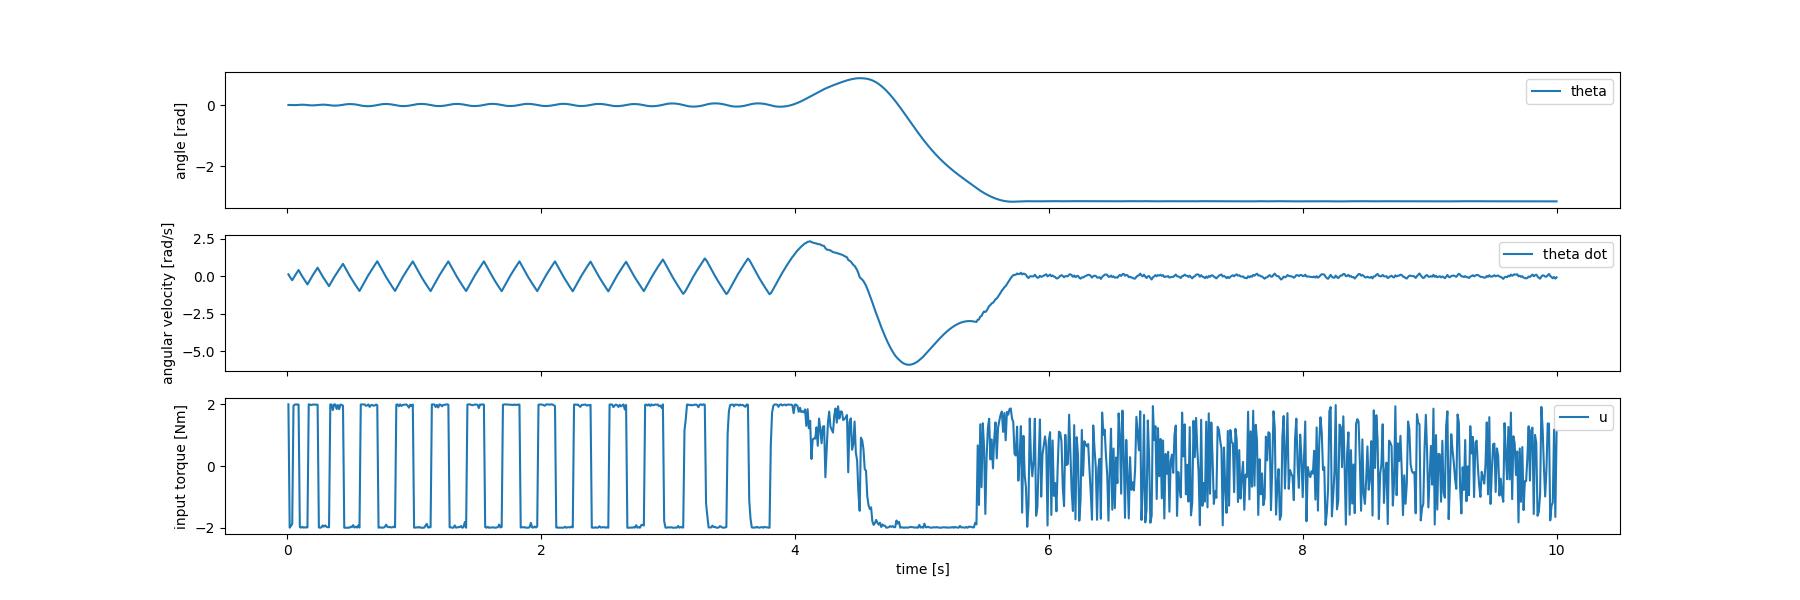 angle [rad]
0
−2
theta
angular velocity [rad/s]
2.5
0.0
−2.5
−5.0
theta dot
input torque [Nm]
2
0
−2
u
0 2 4 6 8 10
time [s]